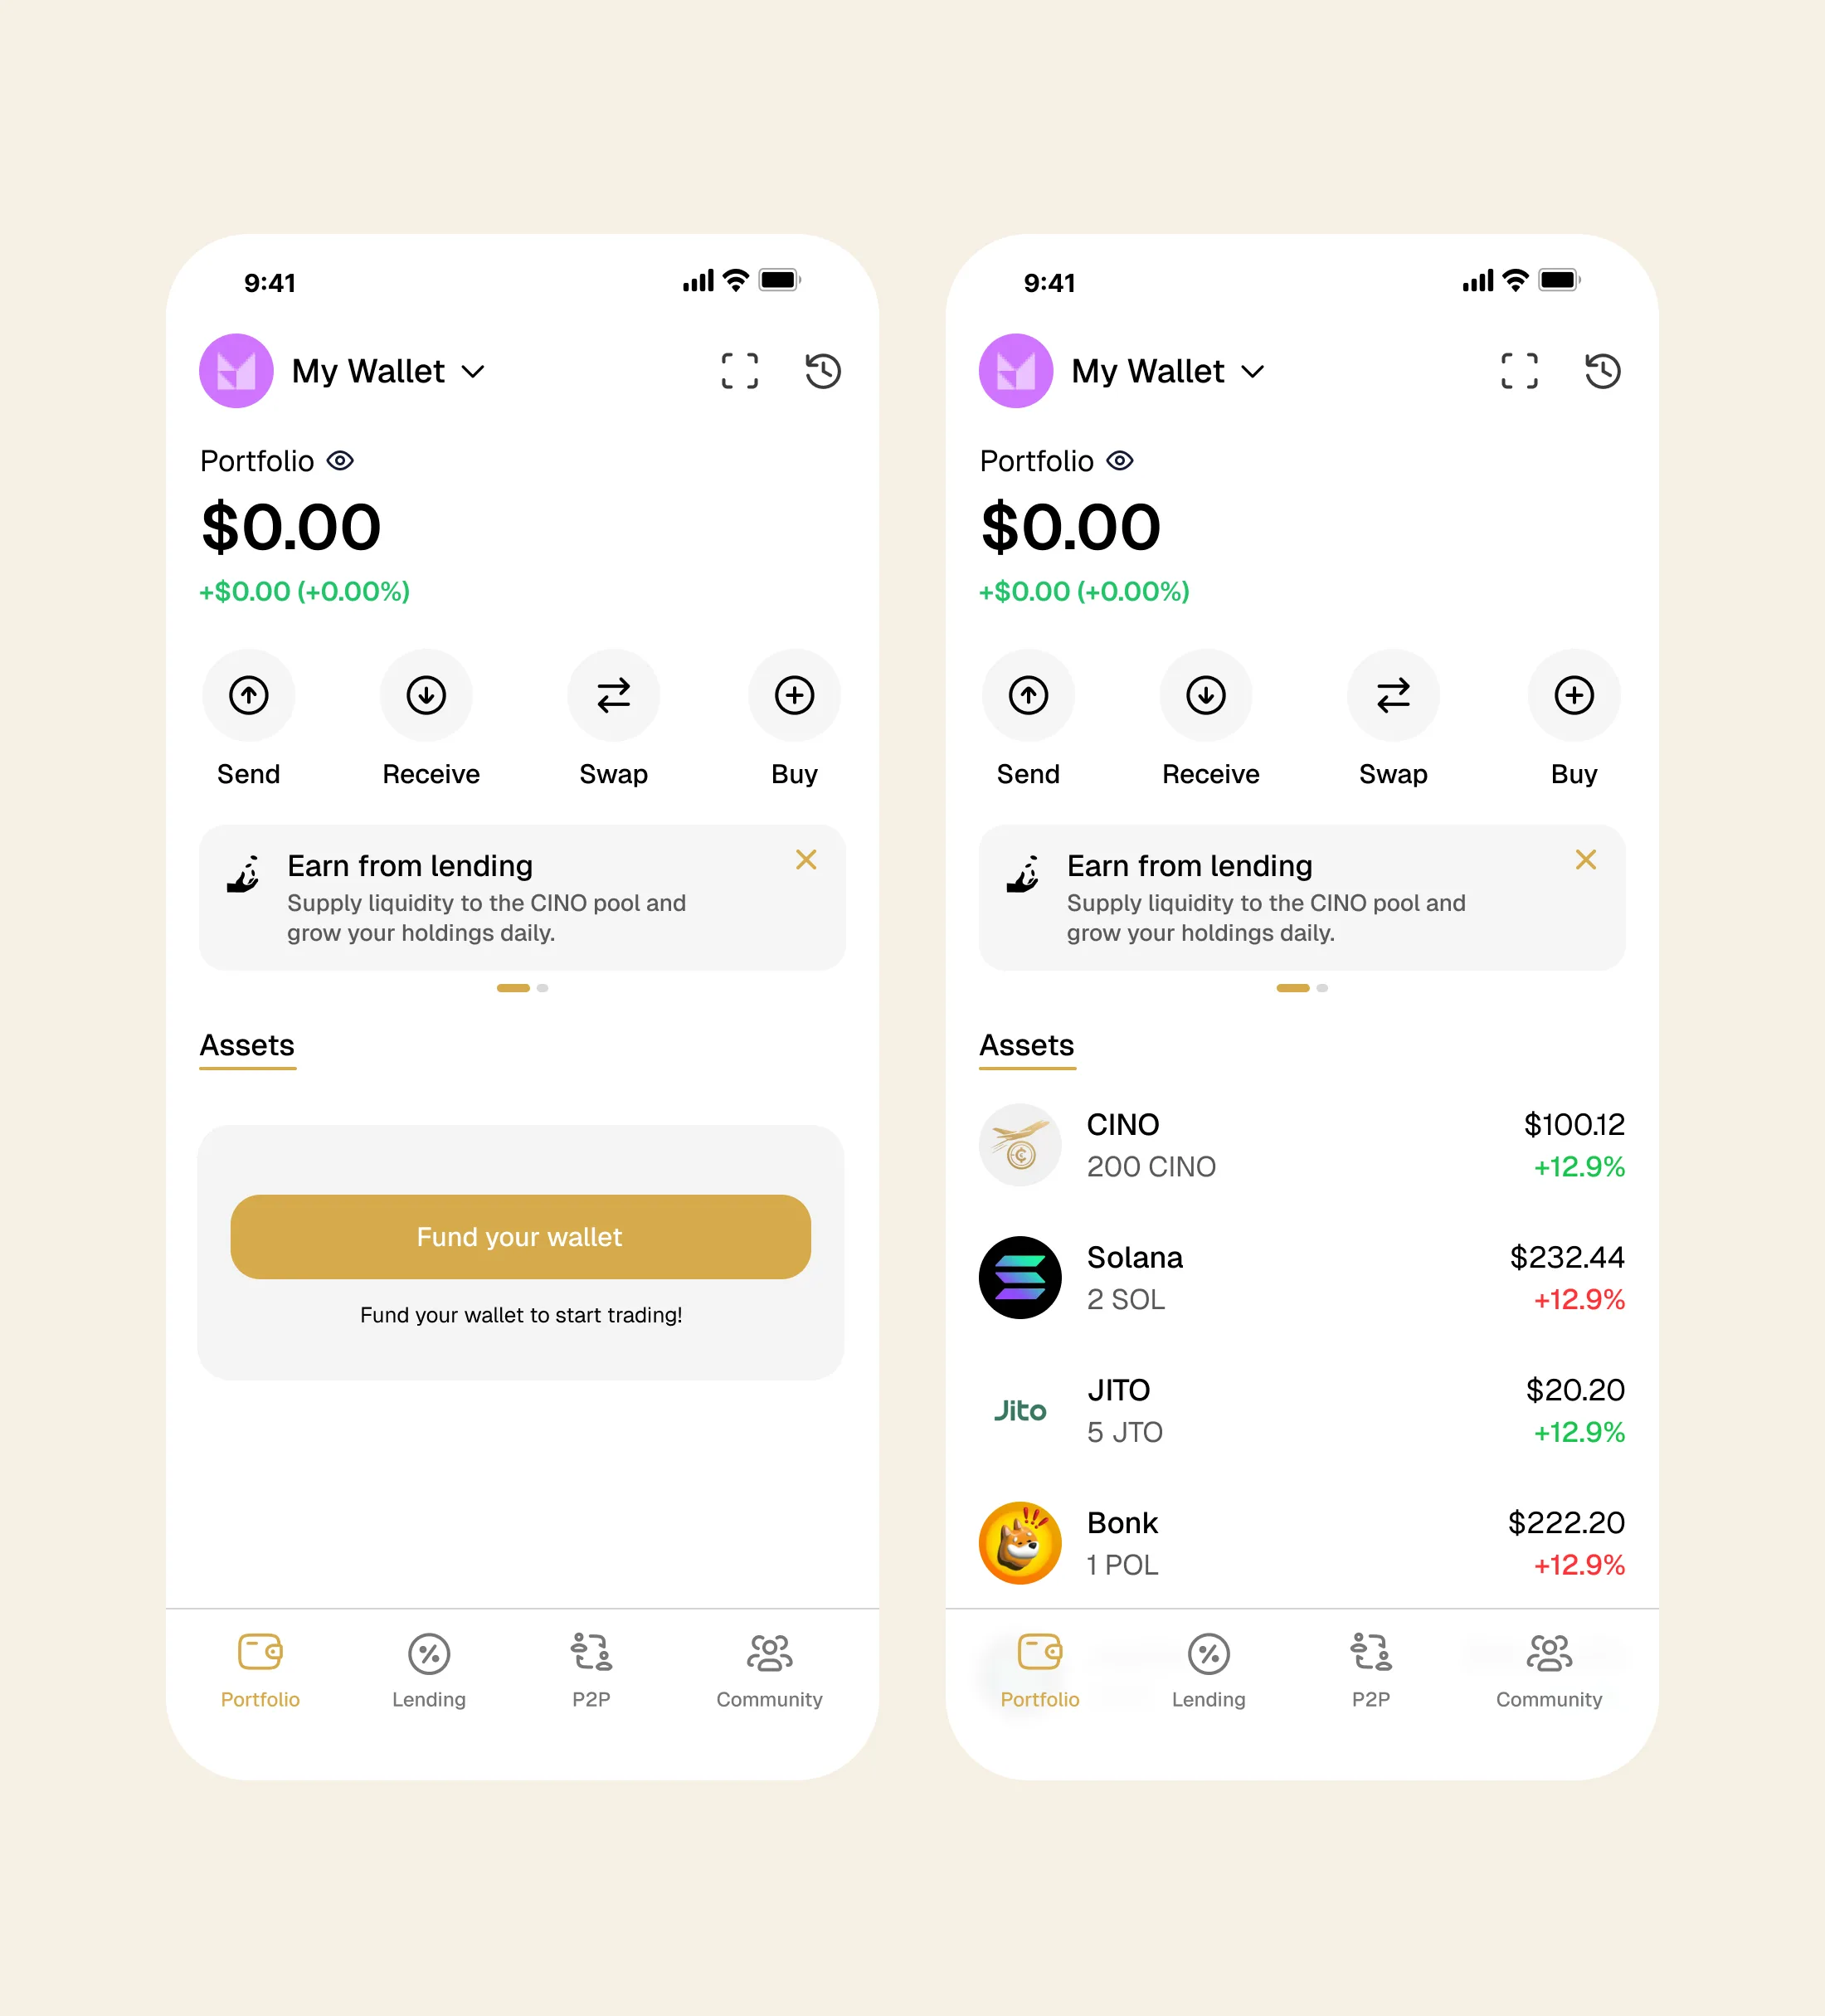 9:41
My Wallet
Portfolio
$0.00
+$0.00 (+0.00%)
Send Receive Swap Buy
Earn from lending
Supply liquidity to the CINO pool and
grow your holdings daily.
Assets
Fund your wallet
Fund your wallet to start trading!
Portfolio Lending P2P Community
9:41
My Wallet
Portfolio
$0.00
+$0.00 (+0.00%)
Send Receive Swap Buy
Earn from lending
Supply liquidity to the CINO pool and
grow your holdings daily.
Assets
CINO $100.12
200 CINO +12.9%
Solana $232.44
2 SOL +12.9%
Jito
JITO $20.20
5 JTO +12.9%
Bonk $222.20
1 POL +12.9%
Portfolio Lending P2P Community